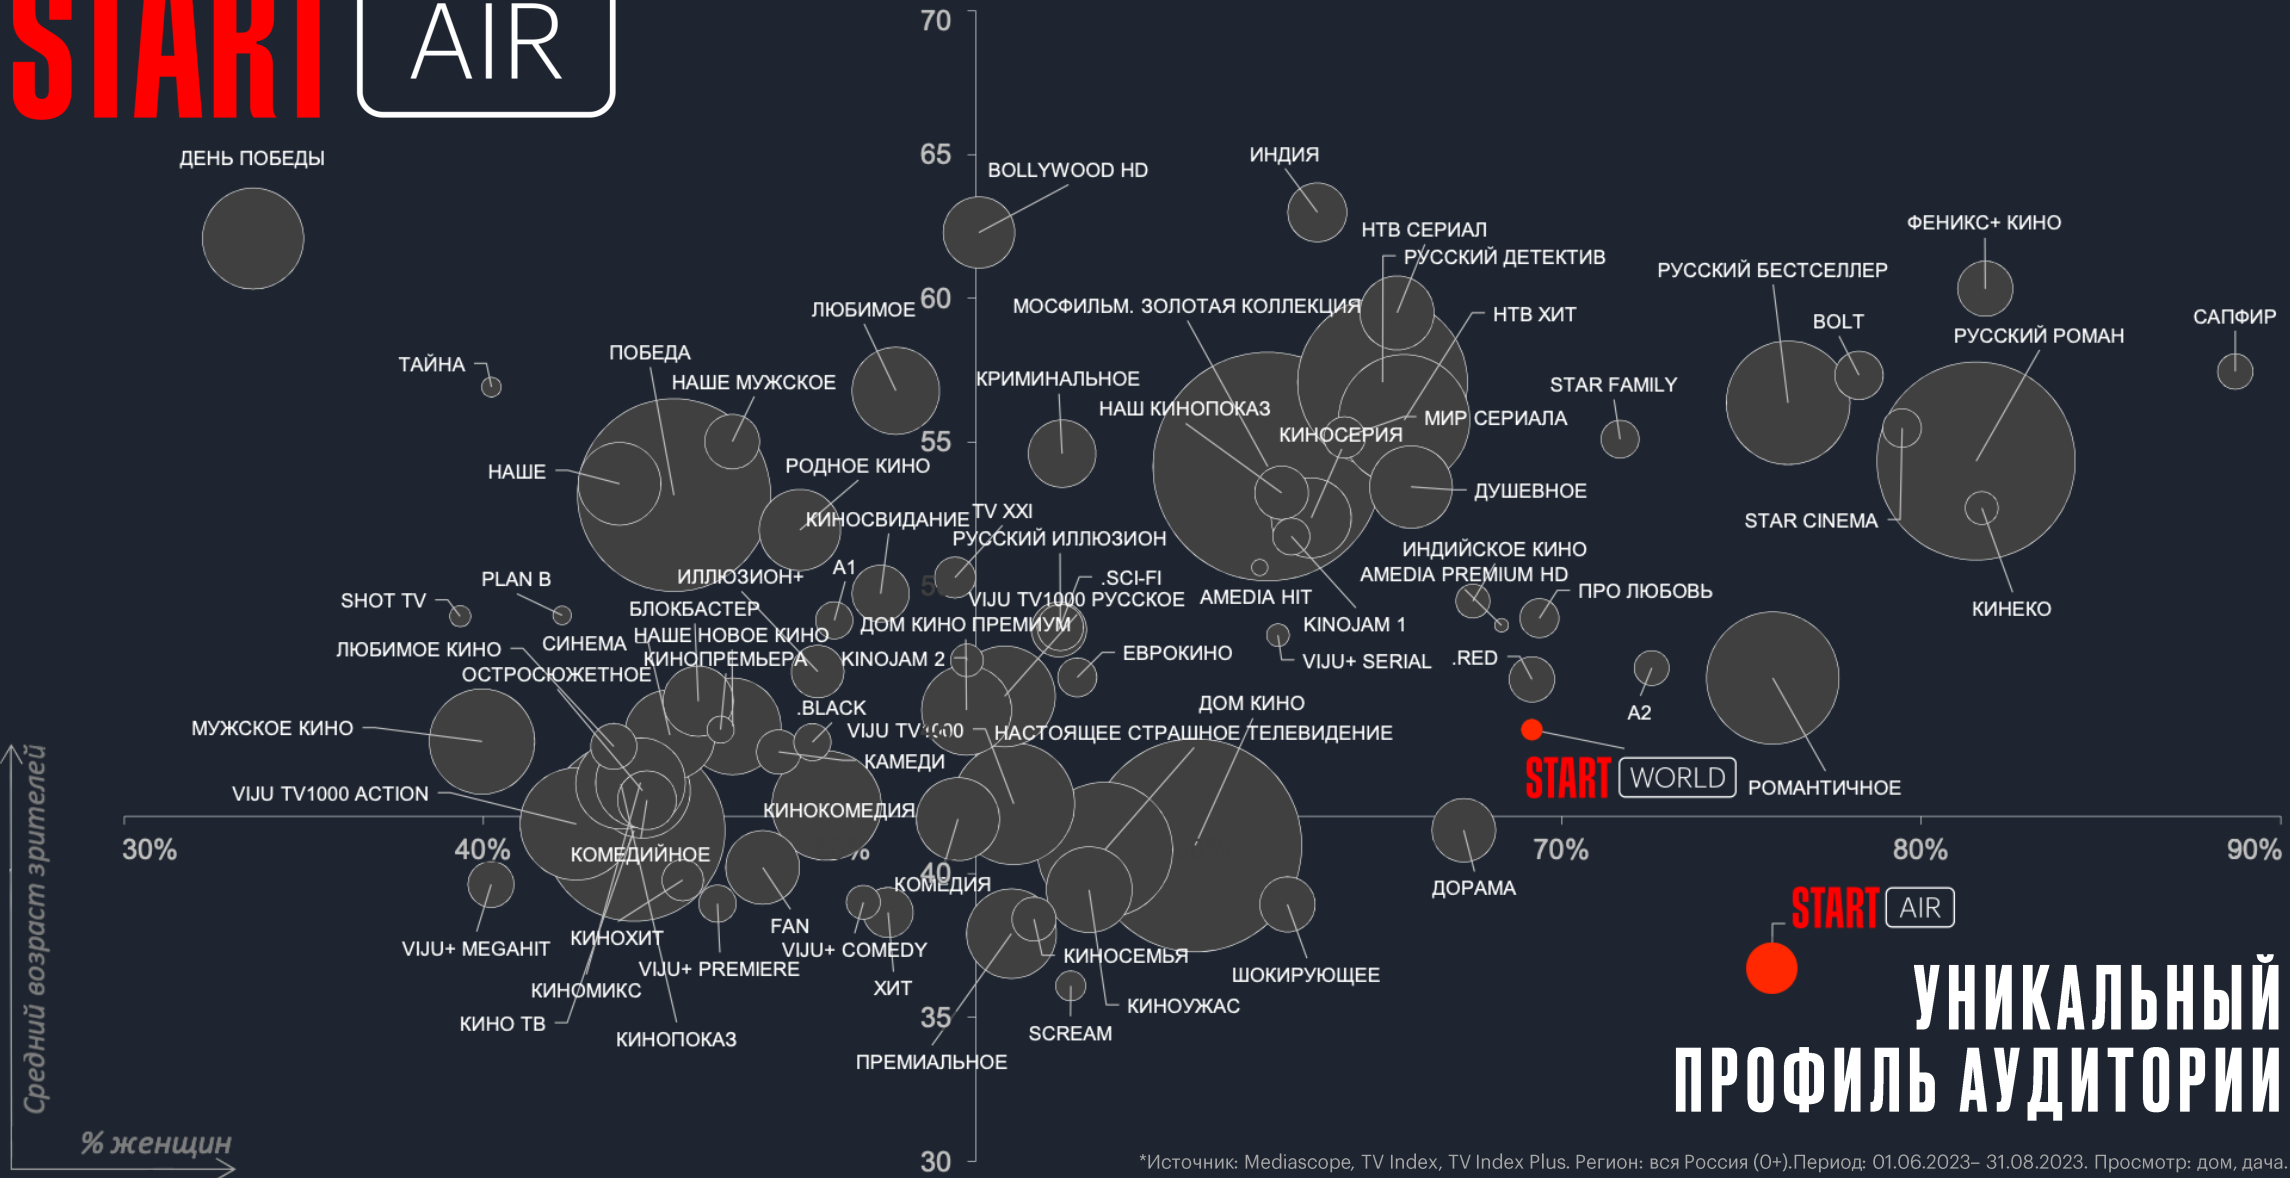 START AIR
70
ДЕНЬ ПОБЕДЫ
65
BOLLYWOOD HD
ИНДИЯ
НТВ СЕРИАЛ
ФЕНИКС+ КИНО
РУССКИЙ ДЕТЕКТИВ
РУССКИЙ БЕСТСЕЛЛЕР
60
ЛЮБИМОЕ
МОСФИЛЬМ. ЗОЛОТАЯ КОЛЛЕКЦИЯ
НТВ ХИТ
BOLT
САПФИР
РУССКИЙ РОМАН
ТАЙНА
ПОБЕДА
НАШЕ МУЖСКОЕ
КРИМИНАЛЬНОЕ
STAR FAMILY
НАШ КИНОПОКАЗ
МИР СЕРИАЛА
55
КИНОСЕРИЯ
НАШЕ
РОДНОЕ КИНО
ДУШЕВНОЕ
КИНОСВИДАНИЕ
TV XXI
STAR CINEMA
РУССКИЙ ИЛЛЮЗИОН
ИНДИЙСКОЕ КИНО
A1
ИЛЛЮЗИОН+
PLAN B
.SCI-FI
AMEDIA PREMIUM HD
ПРО ЛЮБОВЬ
SHOT TV
БЛОКБАСТЕР
VIJU TV1000 РУССКОЕ
AMEDIA HIT
КИНЕКО
СИНЕМА
НАШЕ НОВОЕ КИНО
ДОМ КИНО ПРЕМИУМ
KINOJAM 1
ЛЮБИМОЕ КИНО
КИНОПРЕМЬЕРА
KINOJAM 2
ЕВРОКИНО
VIJU+ SERIAL
.RED
ОСТРОСЮЖЕТНОЕ
.BLACK
ДОМ КИНО
A2
МУЖСКОЕ КИНО
VIJU TV1000
НАСТОЯЩЕЕ СТРАШНОЕ ТЕЛЕВИДЕНИЕ
КАМЕДИ
START WORLD
РОМАНТИЧНОЕ
VIJU TV1000 ACTION
КИНОКОМЕДИЯ
30%
40%
КОМЕДИЙНОЕ
%
70%
80%
90%
40
КОМЕДИЯ
ДОРАМА
START AIR
VIJU+ MEGAHIT
КИНОХИТ
FAN
VIJU+ COMEDY
КИНОСЕМЬЯ
VIJU+ PREMIERE
ШОКИРУЮЩЕЕ
КИНОМИКС
ХИТ
КИНОУЖАС
КИНО ТВ
35
КИНОПОКАЗ
SCREAM
ПРЕМИАЛЬНОЕ
30
Средний возраст зрителей
% женщин
УНИКАЛЬНЫЙ
ПРОФИЛЬ АУДИТОРИИ
*Источник: Mediascope, TV Index, TV Index Plus. Регион: вся Россия (0+).Период: 01.06.2023– 31.08.2023. Просмотр: дом, дача.